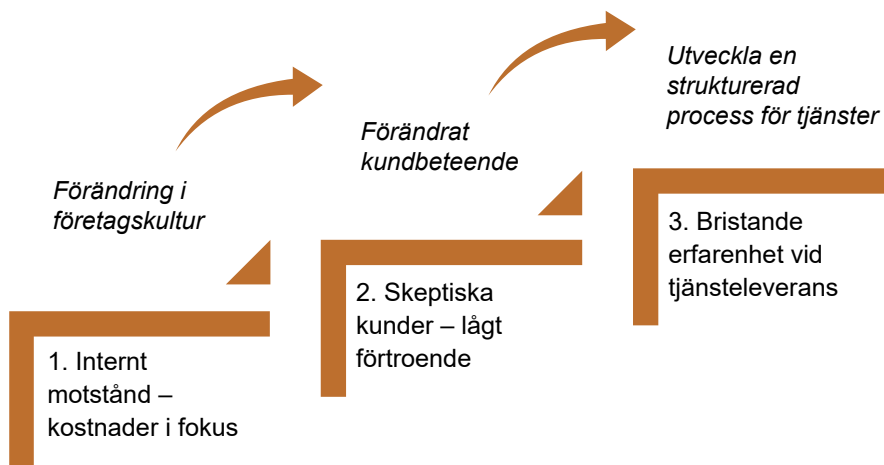 Förändring i
företagskultur
1. Internt
motstånd –
kostnader i fokus
Förändrat
kundbeteende
2. Skeptiska
kunder – lågt
förtroende
Utveckla en
strukturerad
process för tjänster
3. Bristande
erfarenhet vid
tjänsteleverans